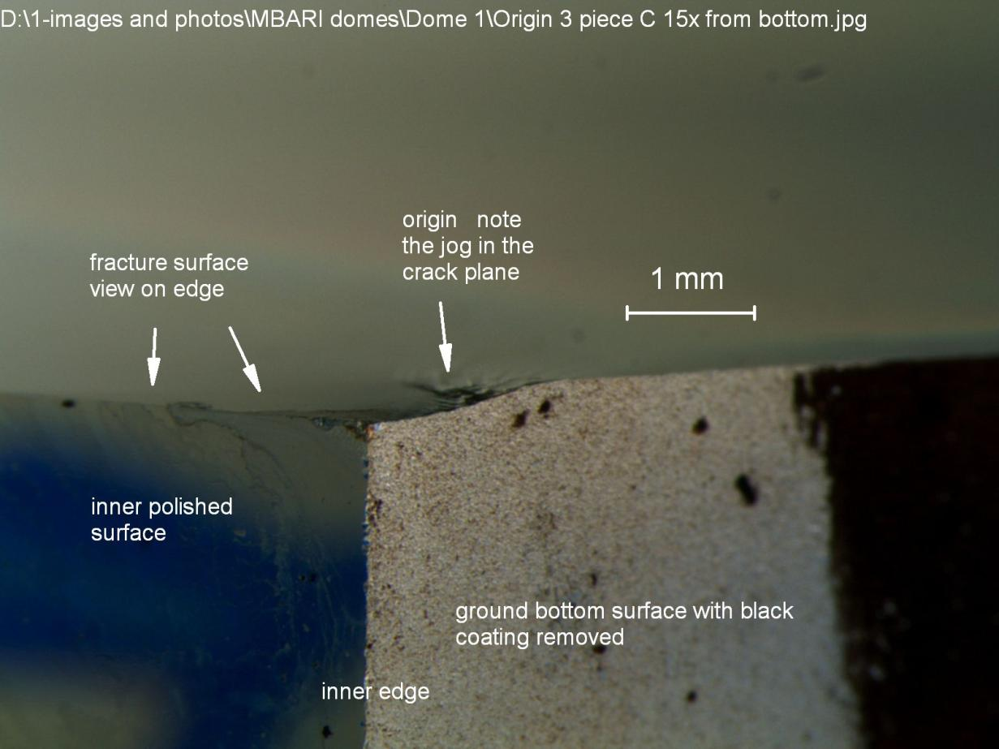 D:\1-images and photos\MBARI domes\Dome 1\Origin 3 piece C 15x from bottom.jpg
origin note
the jog in the
crack plane
fracture surface
view on edge
1 mm
inner polished
surface
ground bottom surface with black
coating removed
inner edge